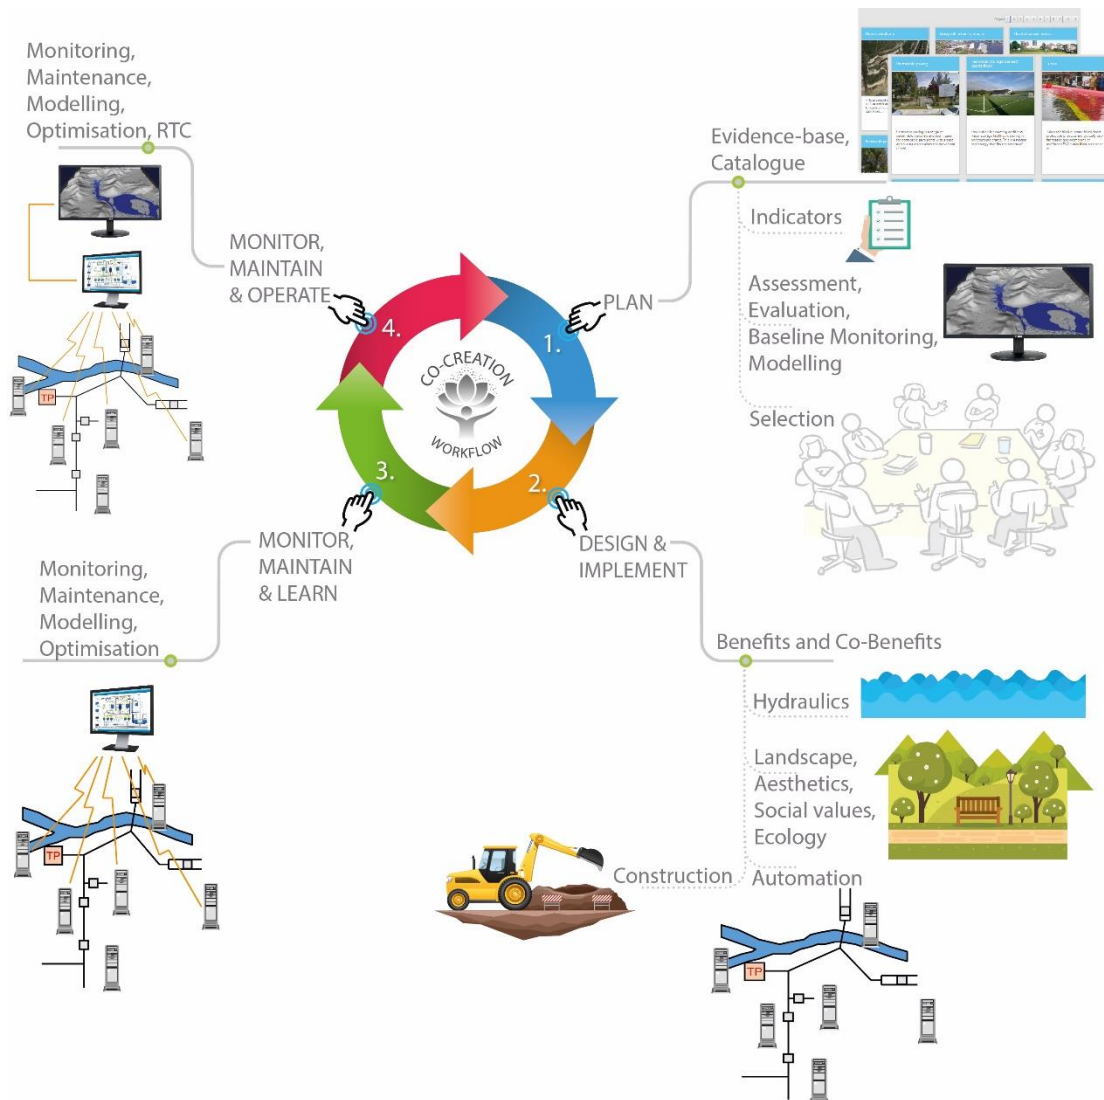 Monitoring,
Maintenance,
Modelling,
Optimisation, RTC
Evidence-base,
Catalogue
Indicators
MONITOR,
MAINTAIN
& OPERATE
PLAN
Assessment,
Evaluation,
Baseline Monitoring,
Modelling
Selection
4.
1.
CO-CREATION
WORKFLOW
3.
2.
TP
MONITOR,
MAINTAIN
& LEARN
DESIGN &
IMPLEMENT
Monitoring,
Maintenance,
Modelling,
Optimisation
Benefits and Co-Benefits
Hydraulics
Landscape,
Aesthetics,
Social values,
Ecology
TP
Construction
Automation
TP